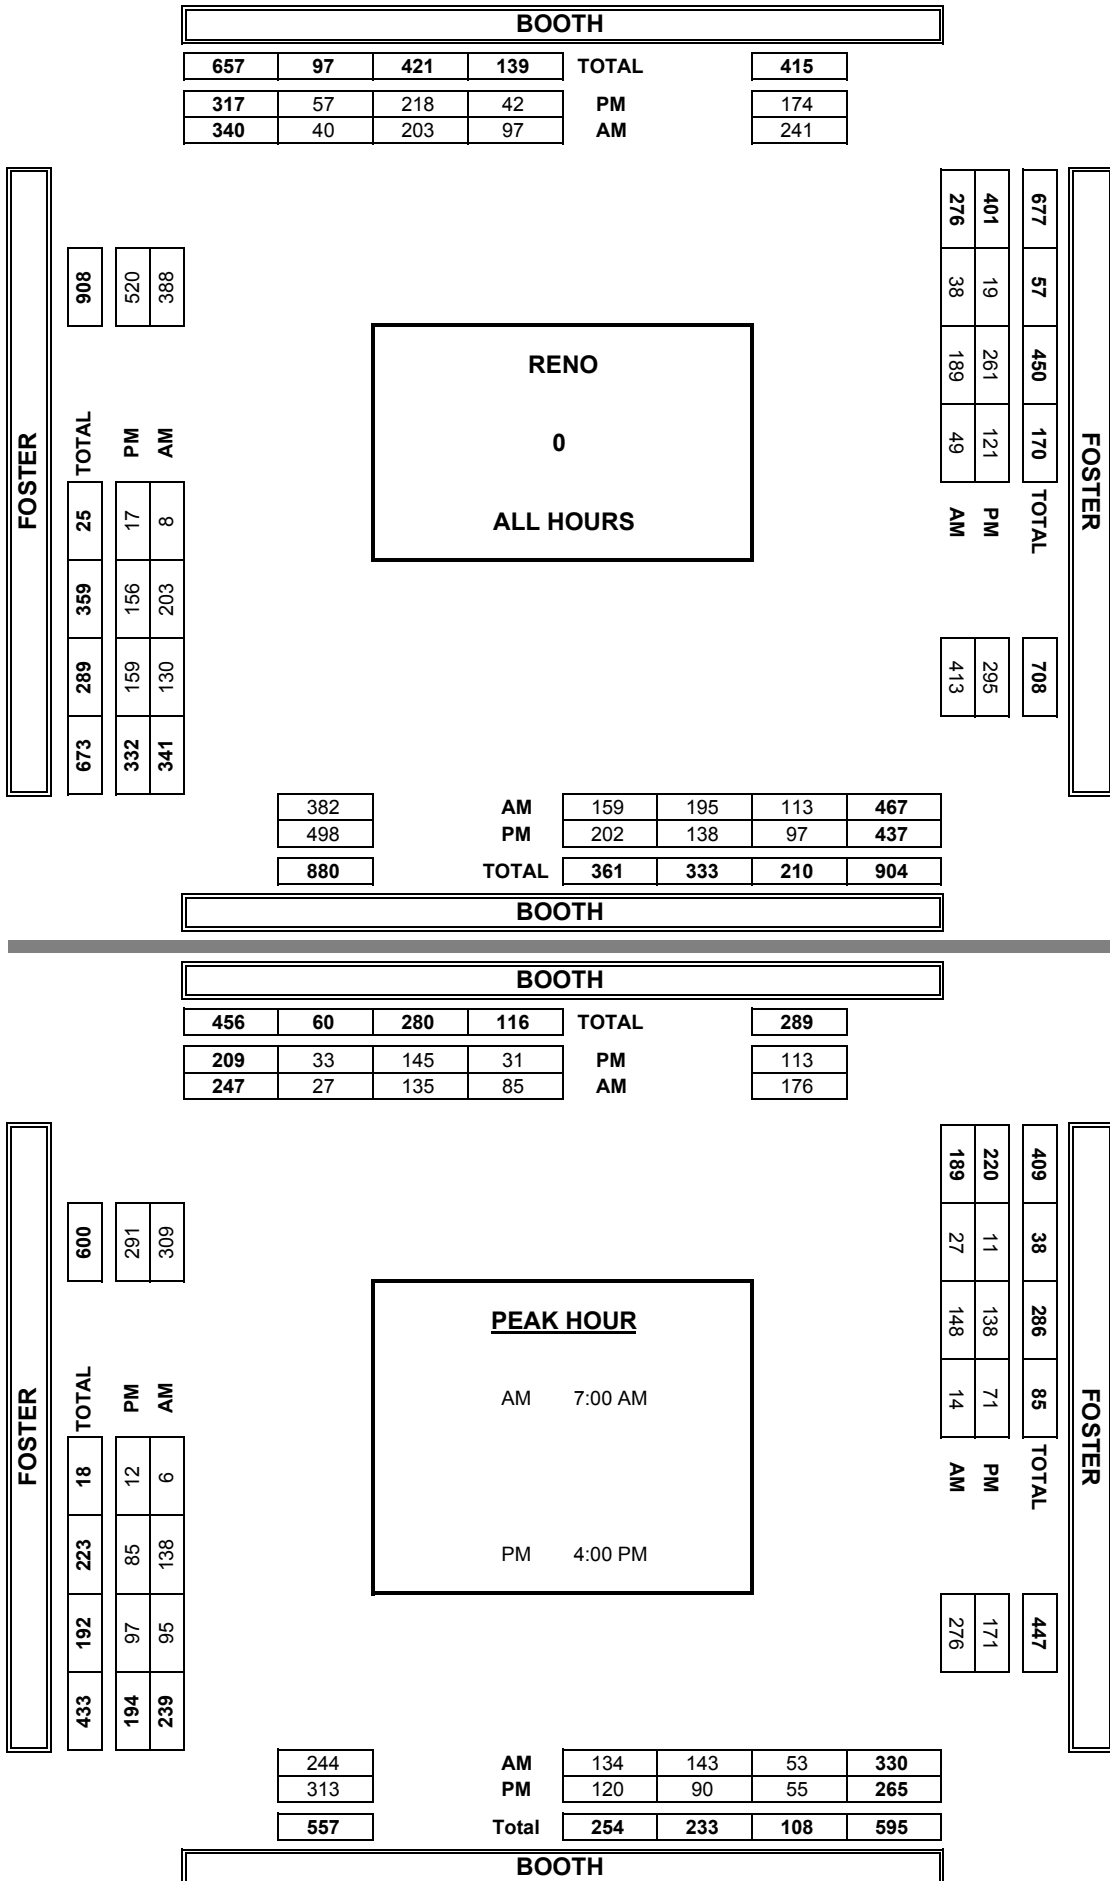 BOOTH
657 97 421 139 TOTAL 415
317 57 218 42 PM 174
340 40 203 97 AM 241
FOSTER
908 TOTAL 25 359 289 673
520 PM 17 156 159 332
388 AM 8 203 130 341
RENO
0
ALL HOURS
276 38 189 49 AM 413
401 19 261 121 PM 295
677 57 450 170 TOTAL 708
FOSTER
382 AM 159 195 113 467
498 PM 202 138 97 437
880 TOTAL 361 333 210 904
BOOTH
BOOTH
456 60 280 116 TOTAL 289
209 33 145 31 PM 113
247 27 135 85 AM 176
FOSTER
600 TOTAL 18 223 192 433
291 PM 12 85 97 194
309 AM 6 138 95 239
PEAK HOUR
AM 7:00 AM
PM 4:00 PM
189 27 148 14 AM 276
220 11 138 71 PM 171
409 38 286 85 TOTAL 447
FOSTER
244 AM 134 143 53 330
313 PM 120 90 55 265
557 Total 254 233 108 595
BOOTH